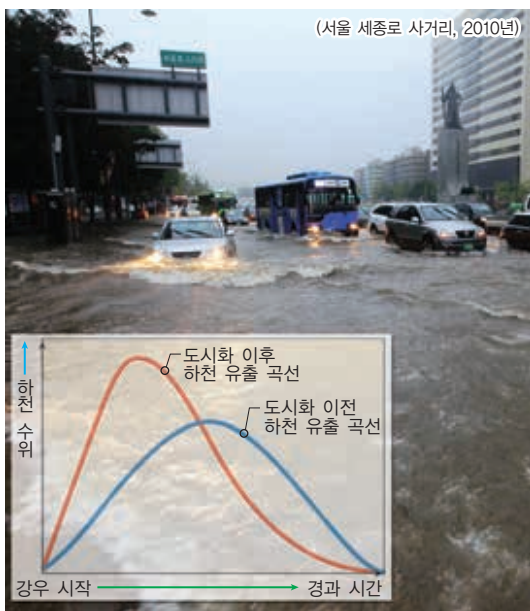 (서울 세종로 사거리, 2010년)
도시화 이후
하천 유출 곡선
도시화 이전
하천 유출 곡선
하천 수위
강우 시작
경과 시간